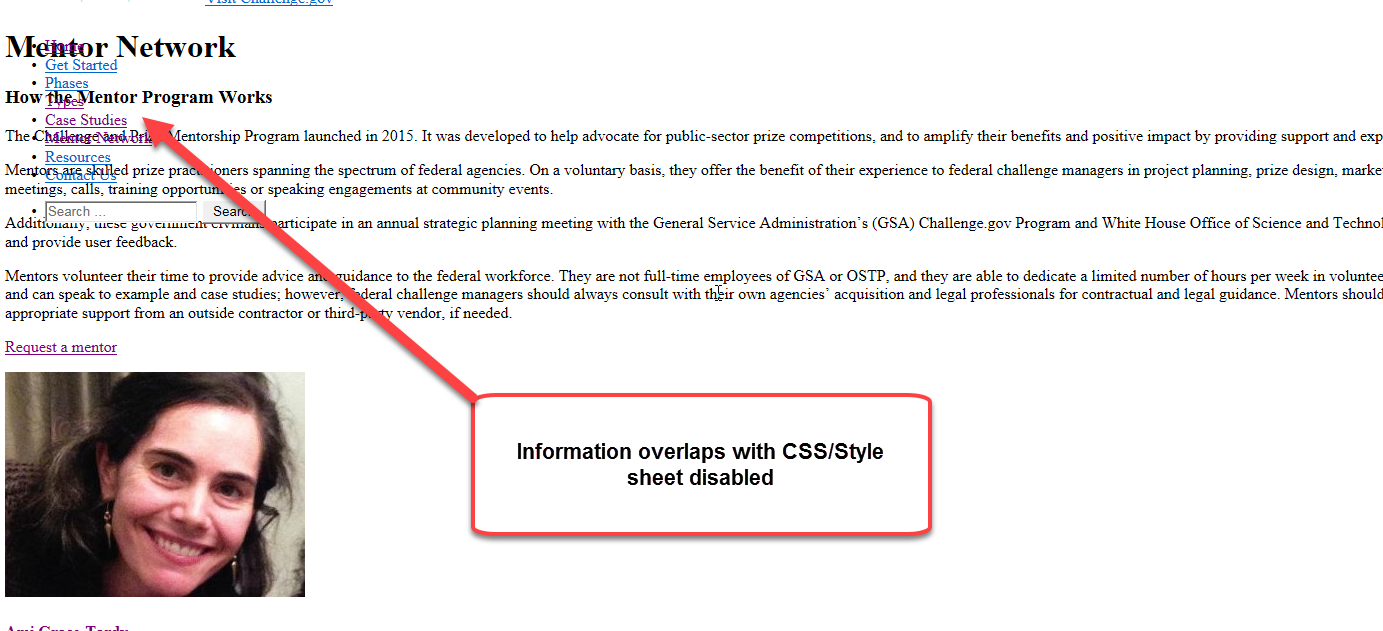 Visit Challenge.gov
Mentor Network
Home
Get Started
Phases
How the Mentor Program Works
Types
Case Studies
The Challenge and Prize Mentorship Program launched in 2015. It was developed to help advocate for public-sector prize competitions, and to amplify their benefits and positive impact by providing support and exp
Mentor Network
Resources
Mentors are skilled prize practitioners spanning the spectrum of federal agencies. On a voluntary basis, they offer the benefit of their experience to federal challenge managers in project planning, prize design, marke
Contact Us
meetings, calls, training opportunities or speaking engagements at community events.
Search ... Search
Additionally, these government civilians participate in an annual strategic planning meeting with the General Service Administration’s (GSA) Challenge.gov Program and White House Office of Science and Technol
and provide user feedback.
Mentors volunteer their time to provide advice and guidance to the federal workforce. They are not full-time employees of GSA or OSTP, and they are able to dedicate a limited number of hours per week in voluntee
and can speak to example and case studies; however, federal challenge managers should always consult with their own agencies’ acquisition and legal professionals for contractual and legal guidance. Mentors should
appropriate support from an outside contractor or third-party vendor, if needed.
Request a mentor
Information overlaps with CSS/Style
sheet disabled